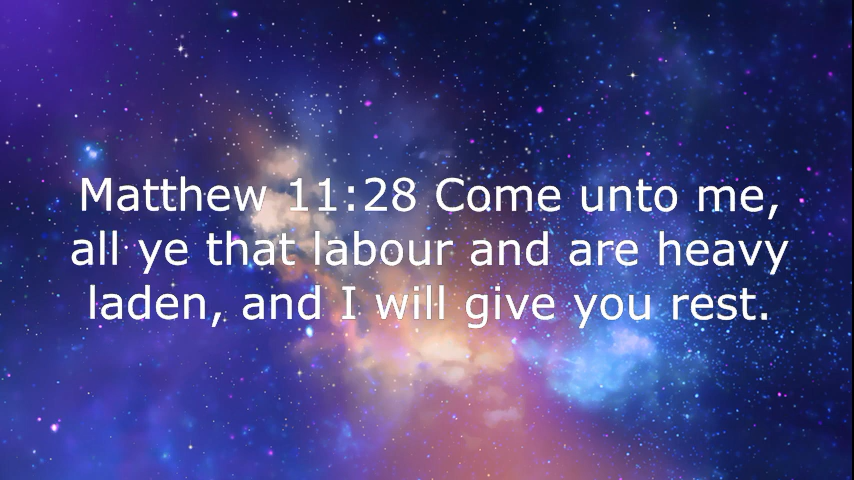 Matthew 11:28 Come unto me,
all ye that labour and are heavy
laden, and I will give you rest.